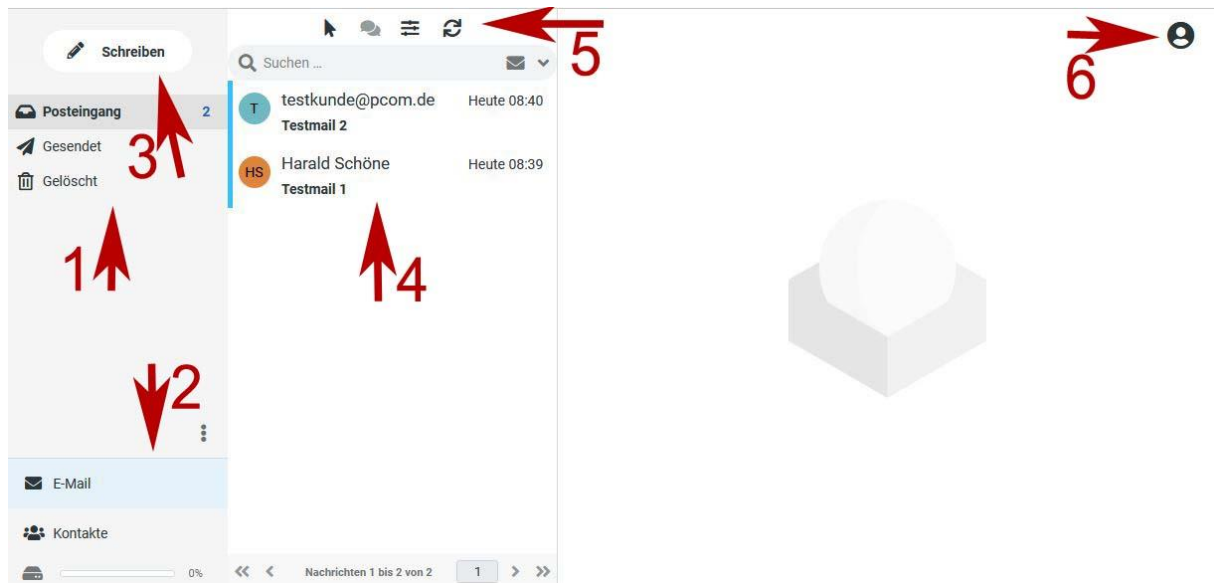 Schreiben
Posteingang 2
Gesendet
Gelöscht
3
1
2
E-Mail
Kontakte
0%
Suchen ...
5
T
testkunde@pcom.de Heute 08:40
Testmail 2
HS
Harald Schöne Heute 08:39
Testmail 1
4
Nachrichten 1 bis 2 von 2 1
6